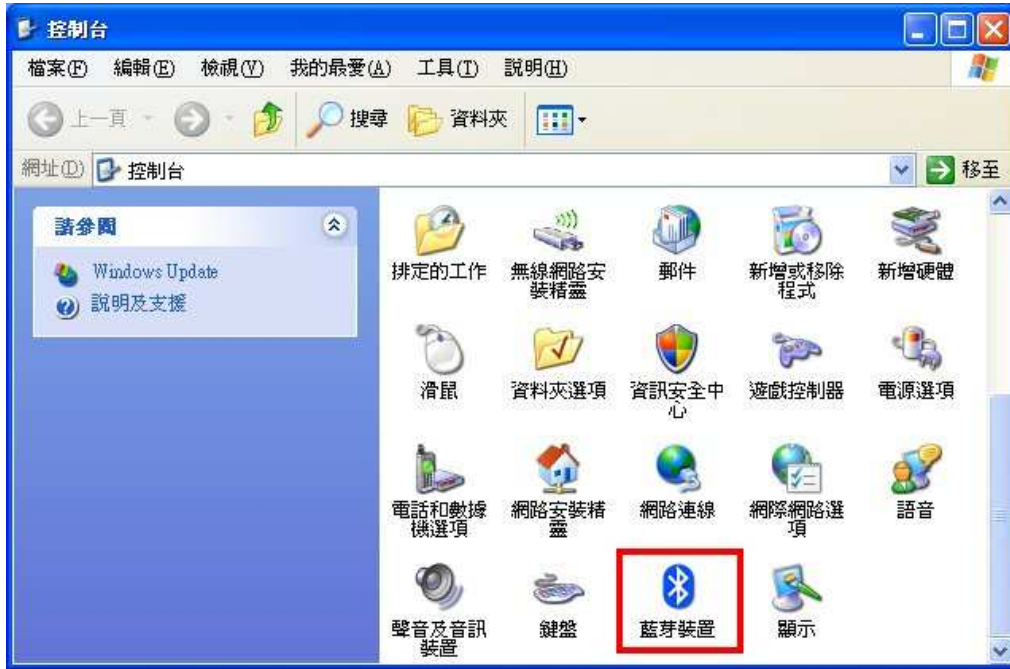 控制台
檔案(F) 編輯(E) 檢視(V) 我的最愛(A) 工具(T) 說明(H)
上一頁 搜尋 資料夾
網址(D) 控制台 移至
請參閱
Windows Update
說明及支援
排定的工作 無線網路安 郵件 新增或移除 新增硬體
裝精靈 程式
滑鼠 資料夾選項 資訊安全中 遊戲控制器 電源選項
心
電話和數據 網路安裝精 網路連線 網際網路選 語音
機選項 靈 項
聲音及音訊 鍵盤 藍芽裝置 顯示
裝置